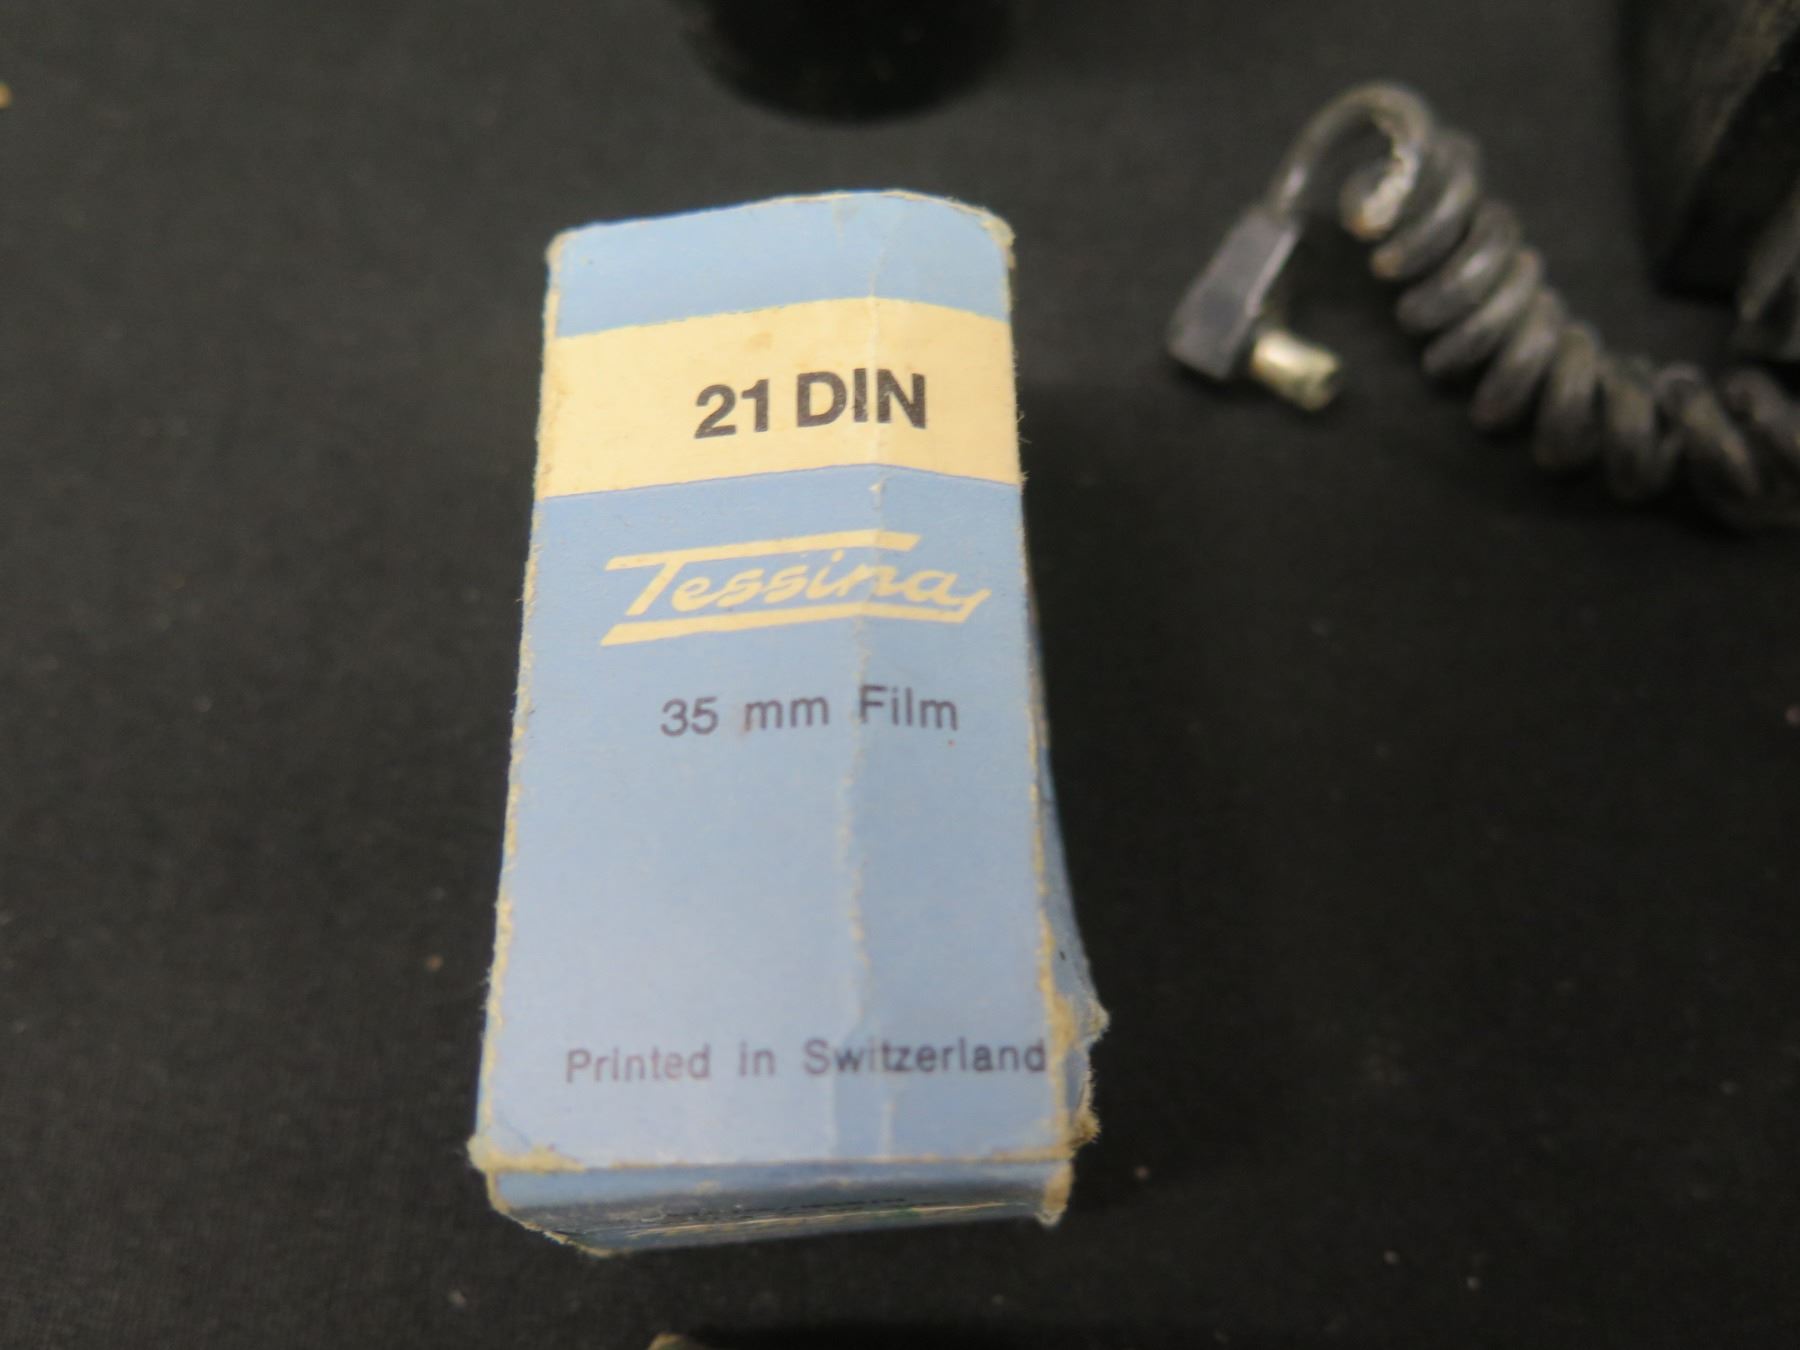 21 DIN
Tessina
35 mm Film
Printed in Switzerland